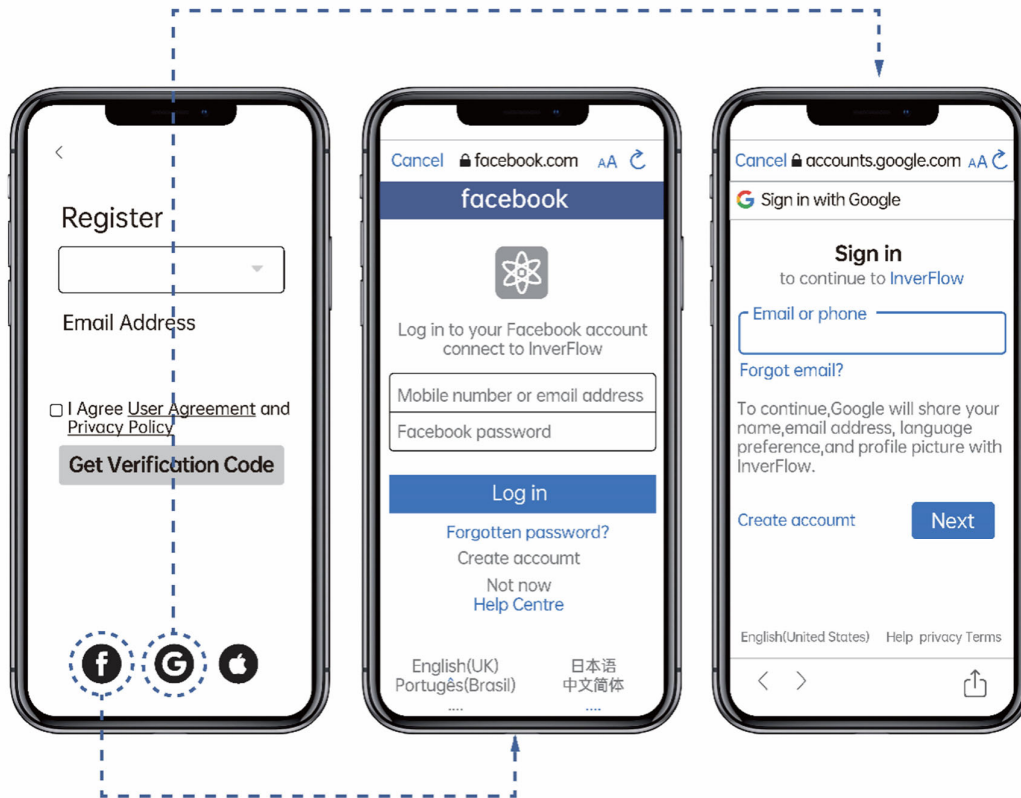 Register
Email Address
I Agree User Agreement and
Privacy Policy
Get Verification Code
Cancel facebook.com AA
facebook
Log in to your Facebook account
connect to InverFlow
Mobile number or email address
Facebook password
Log in
Forgotten password?
Create accoumt
Not now
Help Centre
English(UK) 日本语
Portugês(Brasil) 中文简体
.... ....
Cancel accounts.google.com AA
G Sign in with Google
Sign in
to continue to InverFlow
Email or phone
Forgot email?
To continue,Google will share your
name,email address, language
preference,and profile picture with
InverFlow.
Create accoumt Next
English(United States) Help privacy Terms